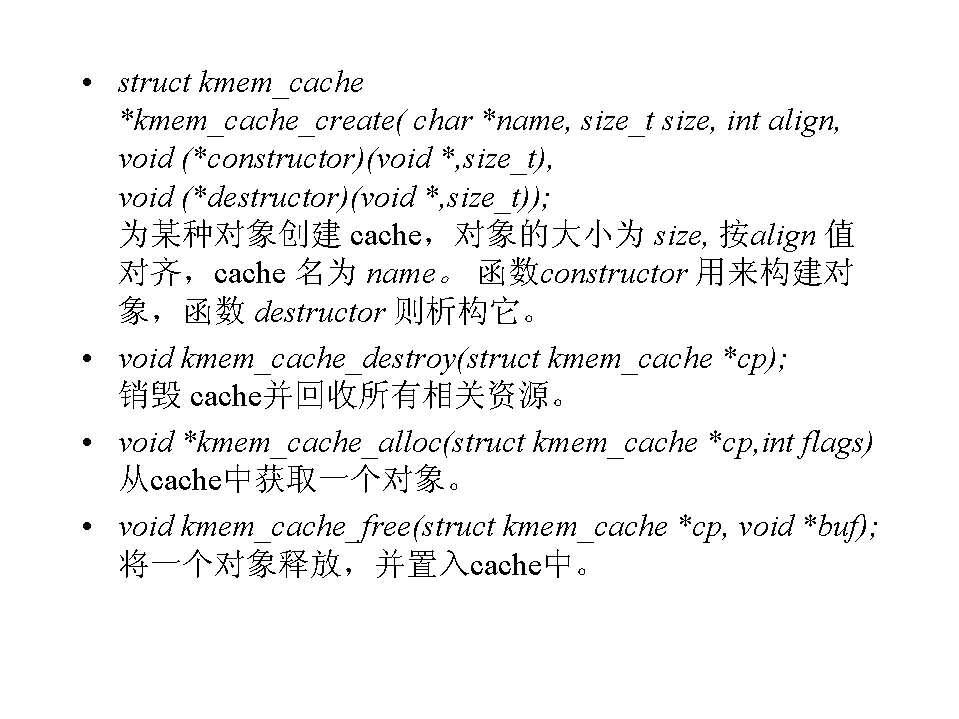 • struct kmem_cache
*kmem_cache_create( char *name, size_t size, int align,
void (*constructor)(void *,size_t),
void (*destructor)(void *,size_t));
为某种对象创建 cache，对象的大小为 size, 按align 值
对齐，cache 名为 name。 函数constructor 用来构建对
象，函数 destructor 则析构它。
• void kmem_cache_destroy(struct kmem_cache *cp);
销毁 cache并回收所有相关资源。
• void *kmem_cache_alloc(struct kmem_cache *cp,int flags)
从cache中获取一个对象。
• void kmem_cache_free(struct kmem_cache *cp, void *buf);
将一个对象释放，并置入cache中。